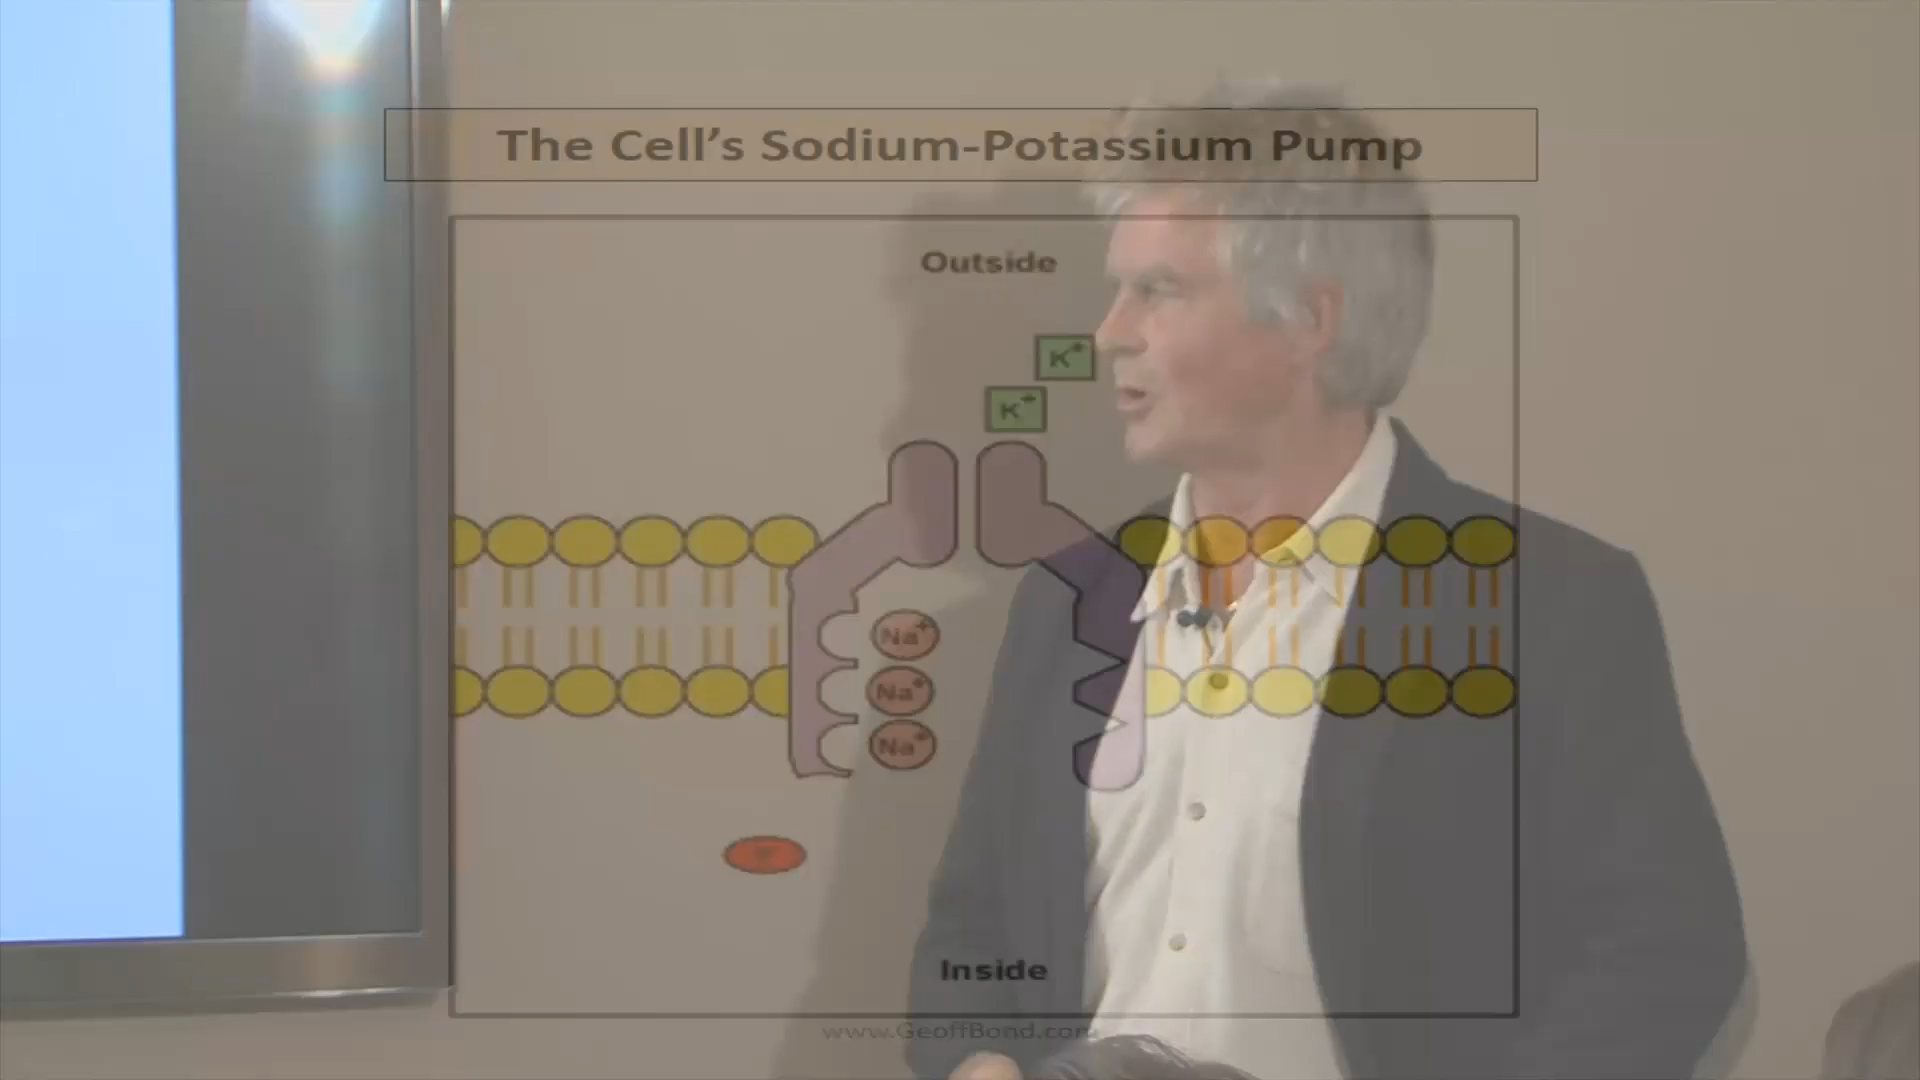 The Cell's Sodium-Potassium Pump
Outside
K+
K+
Na+
Na+
Na+
Inside
www.GeoffBond.com